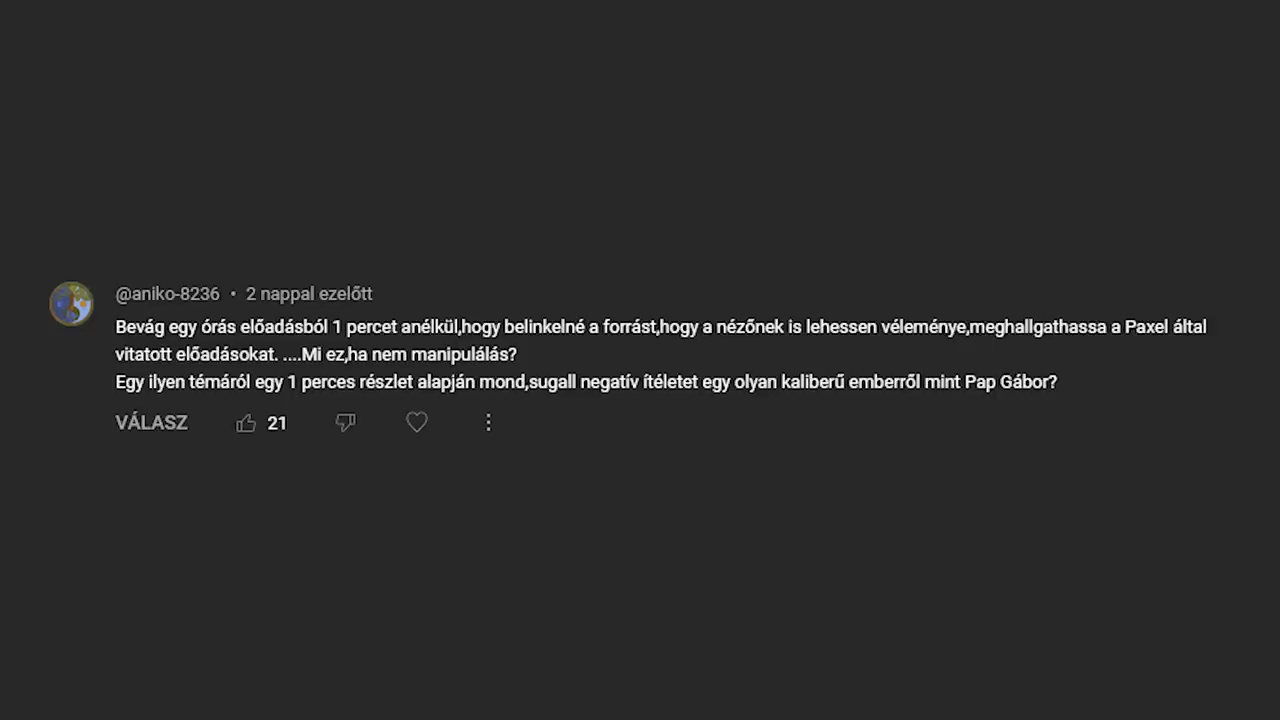 @aniko-8236 • 2 nappal ezelőtt
Bevág egy órás előadásból 1 percet anélkül,hogy belinkelné a forrást,hogy a nézőnek is lehessen véleménye,meghallgathassa a Paxel által
vitatott előadásokat. ....Mi ez,ha nem manipulálás?
Egy ilyen témáról egy 1 perces részlet alapján mond,sugall negatív ítéletet egy olyan kaliberű emberről mint Pap Gábor?
VÁLASZ 21